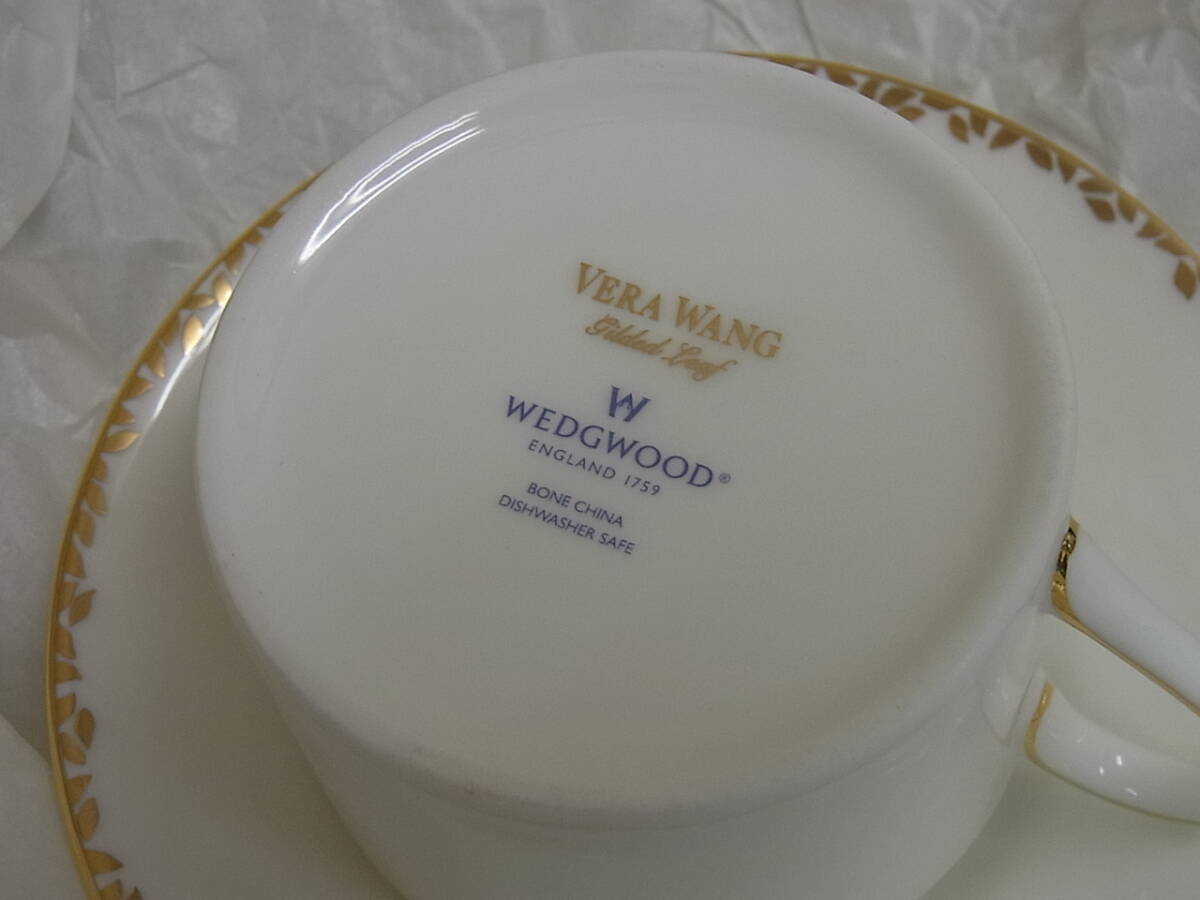 VERA WANG
Gilded Leaf
W
WEDGWOOD®
ENGLAND 1759
BONE CHINA
DISHWASHER SAFE